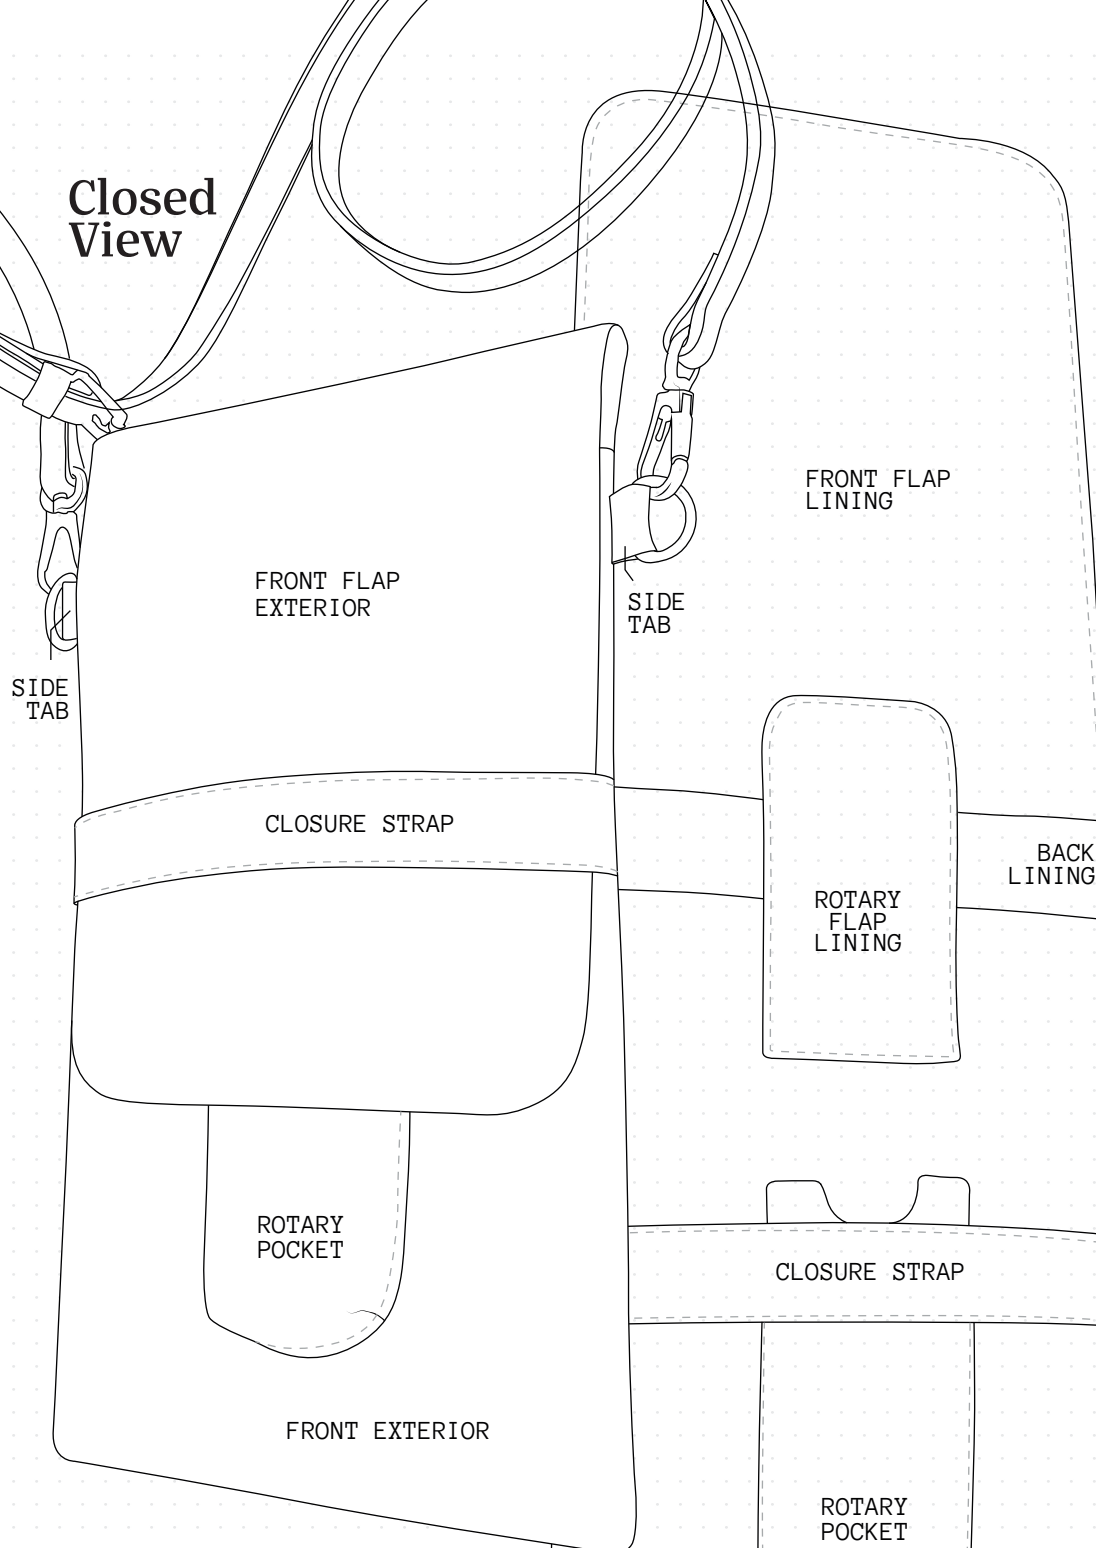 Closed
View
FRONT FLAP
LINING
FRONT FLAP
EXTERIOR
SIDE
TAB
SIDE
TAB
CLOSURE STRAP
BACK
LINING
ROTARY
FLAP
LINING
ROTARY
POCKET
CLOSURE STRAP
FRONT EXTERIOR
ROTARY
POCKET